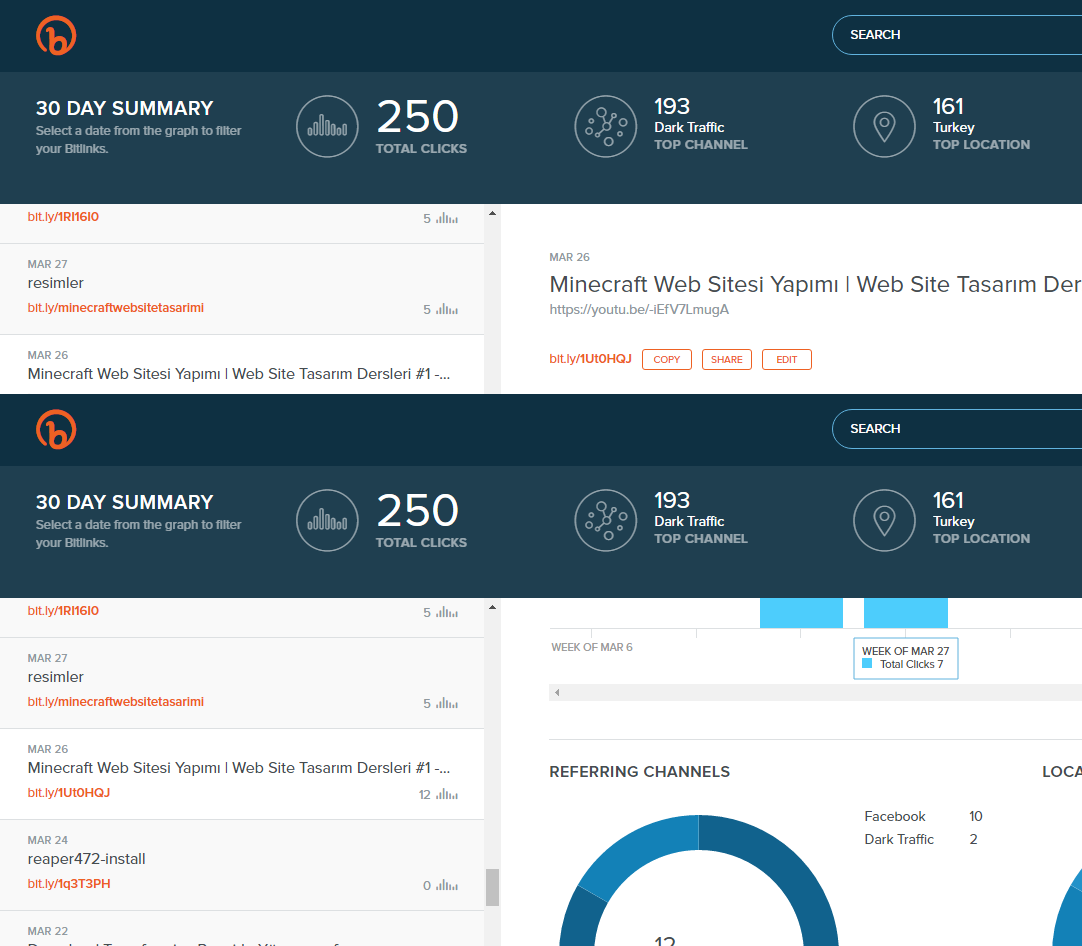 SEARCH
30 DAY SUMMARY
Select a date from the graph to filter
your Bitlinks.
250
TOTAL CLICKS
193
Dark Traffic
TOP CHANNEL
161
Turkey
TOP LOCATION
bit.ly/1RI16I0
5
MAR 27
resimler
bit.ly/minecraftwebsitetasarimi
5
MAR 26
Minecraft Web Sitesi Yapımı | Web Site Tasarım Dersleri #1 -...
MAR 26
Minecraft Web Sitesi Yapımı | Web Site Tasarım Der
https://youtu.be/-iEfV7LmugA
bit.ly/1Ut0HQJ COPY SHARE EDIT
SEARCH
30 DAY SUMMARY
Select a date from the graph to filter
your Bitlinks.
250
TOTAL CLICKS
193
Dark Traffic
TOP CHANNEL
161
Turkey
TOP LOCATION
bit.ly/1RI16I0
5
MAR 27
resimler
bit.ly/minecraftwebsitetasarimi
5
MAR 26
Minecraft Web Sitesi Yapımı | Web Site Tasarım Dersleri #1 -...
bit.ly/1Ut0HQJ
12
MAR 24
reaper472-install
bit.ly/1q3T3PH
0
MAR 22
WEEK OF MAR 6
WEEK OF MAR 27
Total Clicks 7
REFERRING CHANNELS
LOCA
Facebook 10
Dark Traffic 2
12